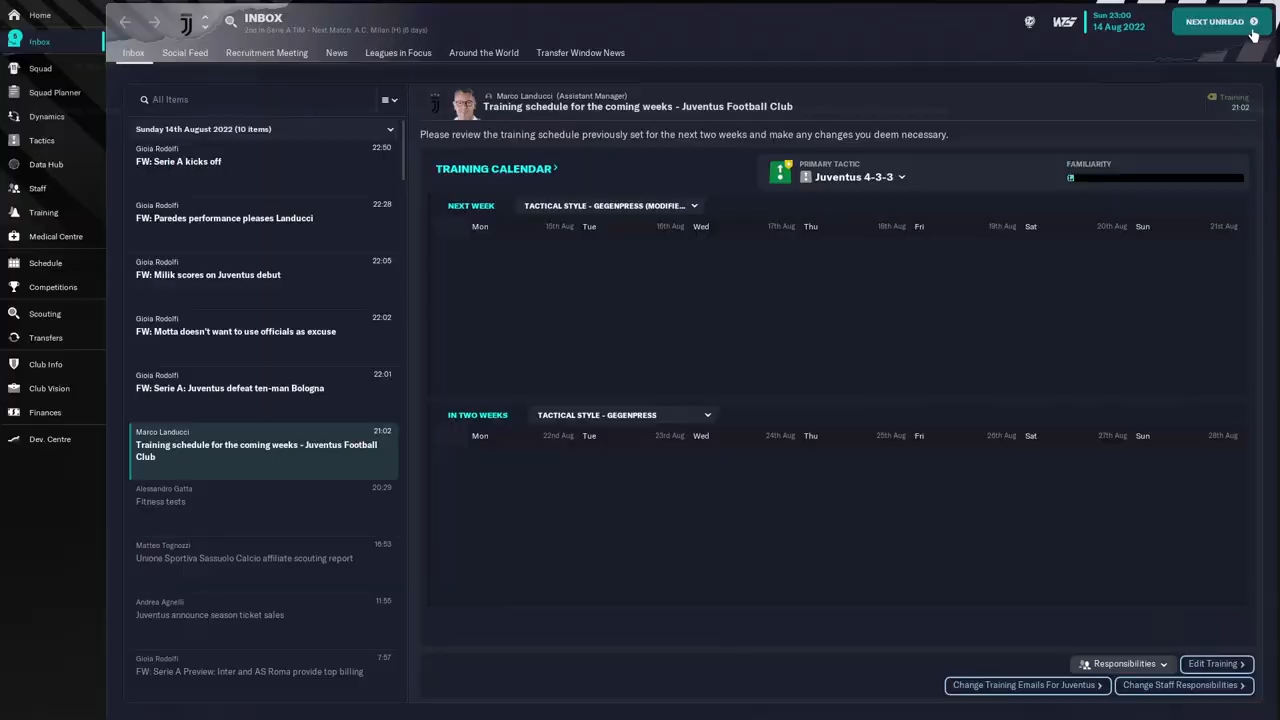 Home
INBOX
2nd in Serie A TIM - Next Match: A.C. Milan (H) (6 days)
Sun 23:00
14 Aug 2022
NEXT UNREAD
5
Inbox
Inbox
Social Feed
Recruitment Meeting
News
Leagues in Focus
Around the World
Transfer Window News
Squad
Squad Planner
Dynamics
Tactics
Data Hub
Staff
Training
Medical Centre
Schedule
Competitions
Scouting
Transfers
Club Info
Club Vision
Finances
Dev. Centre
All Items
Sunday 14th August 2022 (10 items)
Gioia Rodolfi 22:50
FW: Serie A kicks off
Gioia Rodolfi 22:28
FW: Paredes performance pleases Landucci
Gioia Rodolfi 22:05
FW: Milik scores on Juventus debut
Gioia Rodolfi 22:02
FW: Motta doesn't want to use officials as excuse
Gioia Rodolfi 22:01
FW: Serie A: Juventus defeat ten-man Bologna
Marco Landucci 21:02
Training schedule for the coming weeks - Juventus Football
Club
Alessandro Gatta 20:29
Fitness tests
Matteo Tognozzi 16:53
Unione Sportiva Sassuolo Calcio affiliate scouting report
Andrea Agnelli 11:55
Juventus announce season ticket sales
Gioia Rodolfi 7:57
FW: Serie A Preview: Inter and AS Roma provide top billing
Marco Landucci (Assistant Manager)
Training schedule for the coming weeks - Juventus Football Club
Training
21:02
Please review the training schedule previously set for the next two weeks and make any changes you deem necessary.
TRAINING CALENDAR
PRIMARY TACTIC
Juventus 4-3-3
FAMILIARITY
NEXT WEEK
TACTICAL STYLE - GEGENPRESS (MODIFIE...
Mon 15th Aug Tue 16th Aug Wed 17th Aug Thu 18th Aug Fri 19th Aug Sat 20th Aug Sun 21st Aug
IN TWO WEEKS
TACTICAL STYLE - GEGENPRESS
Mon 22nd Aug Tue 23rd Aug Wed 24th Aug Thu 25th Aug Fri 26th Aug Sat 27th Aug Sun 28th Aug
Responsibilities
Edit Training
Change Training Emails For Juventus
Change Staff Responsibilities